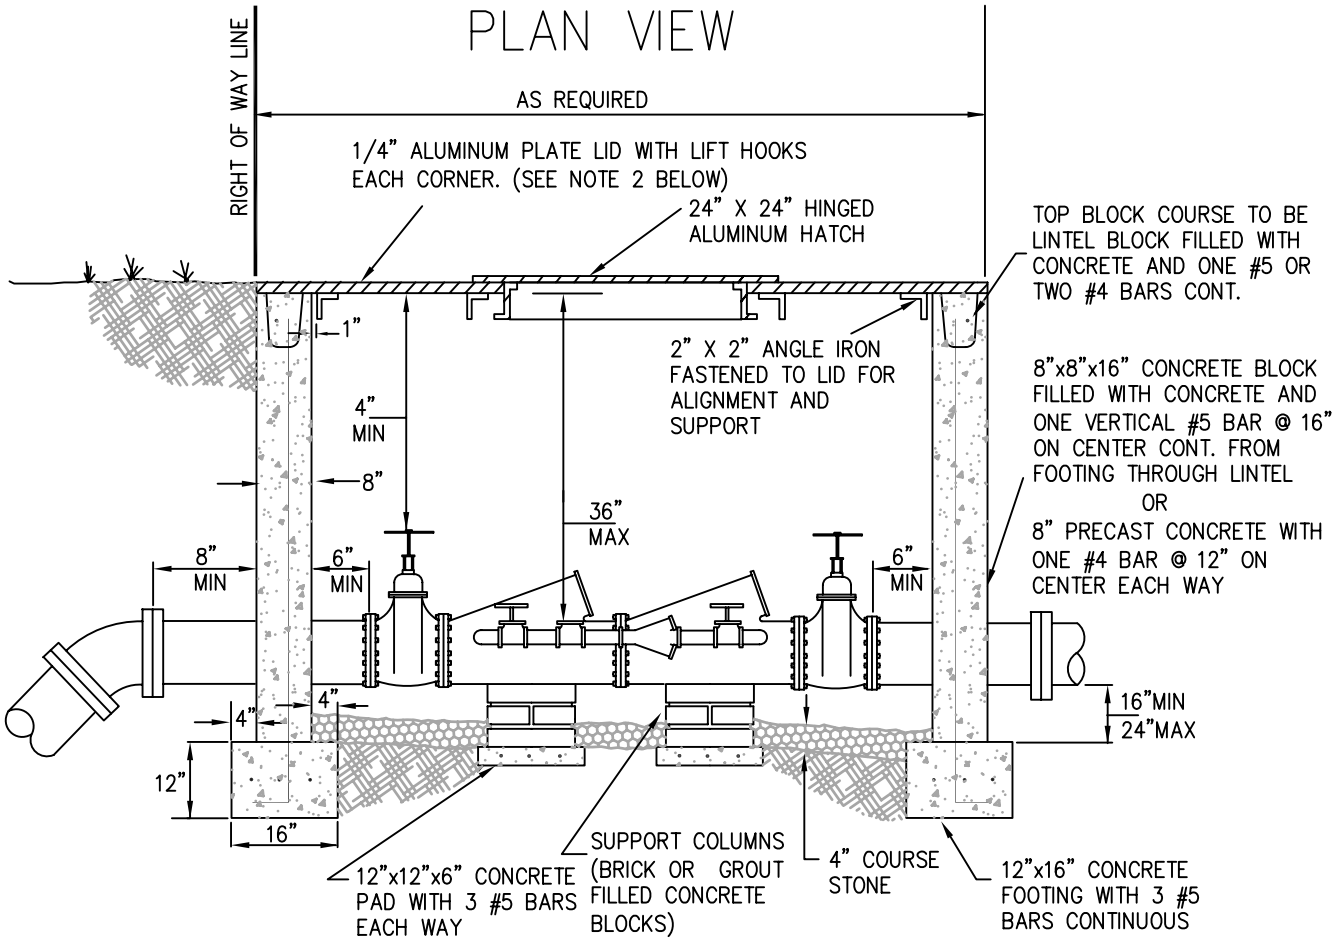 PLAN VIEW
RIGHT OF WAY LINE
AS REQUIRED
1/4” ALUMINUM PLATE LID WITH LIFT HOOKS
EACH CORNER. (SEE NOTE 2 BELOW)
24” X 24” HINGED
ALUMINUM HATCH
TOP BLOCK COURSE TO BE
LINTEL BLOCK FILLED WITH
CONCRETE AND ONE #5 OR
TWO #4 BARS CONT.
1”
2” X 2” ANGLE IRON
FASTENED TO LID FOR
ALIGNMENT AND
SUPPORT
8”x8”x16” CONCRETE BLOCK
FILLED WITH CONCRETE AND
ONE VERTICAL #5 BAR @ 16”
ON CENTER CONT. FROM
FOOTING THROUGH LINTEL
OR
8” PRECAST CONCRETE WITH
ONE #4 BAR @ 12” ON
CENTER EACH WAY
4”
MIN
8”
36”
MAX
8”
MIN
6”
MIN
6”
MIN
4”
4”
16”MIN
24”MAX
12”
16”
12”x12”x6” CONCRETE
PAD WITH 3 #5 BARS
EACH WAY
SUPPORT COLUMNS
(BRICK OR GROUT
FILLED CONCRETE
BLOCKS)
4” COURSE
STONE
12”x16” CONCRETE
FOOTING WITH 3 #5
BARS CONTINUOUS